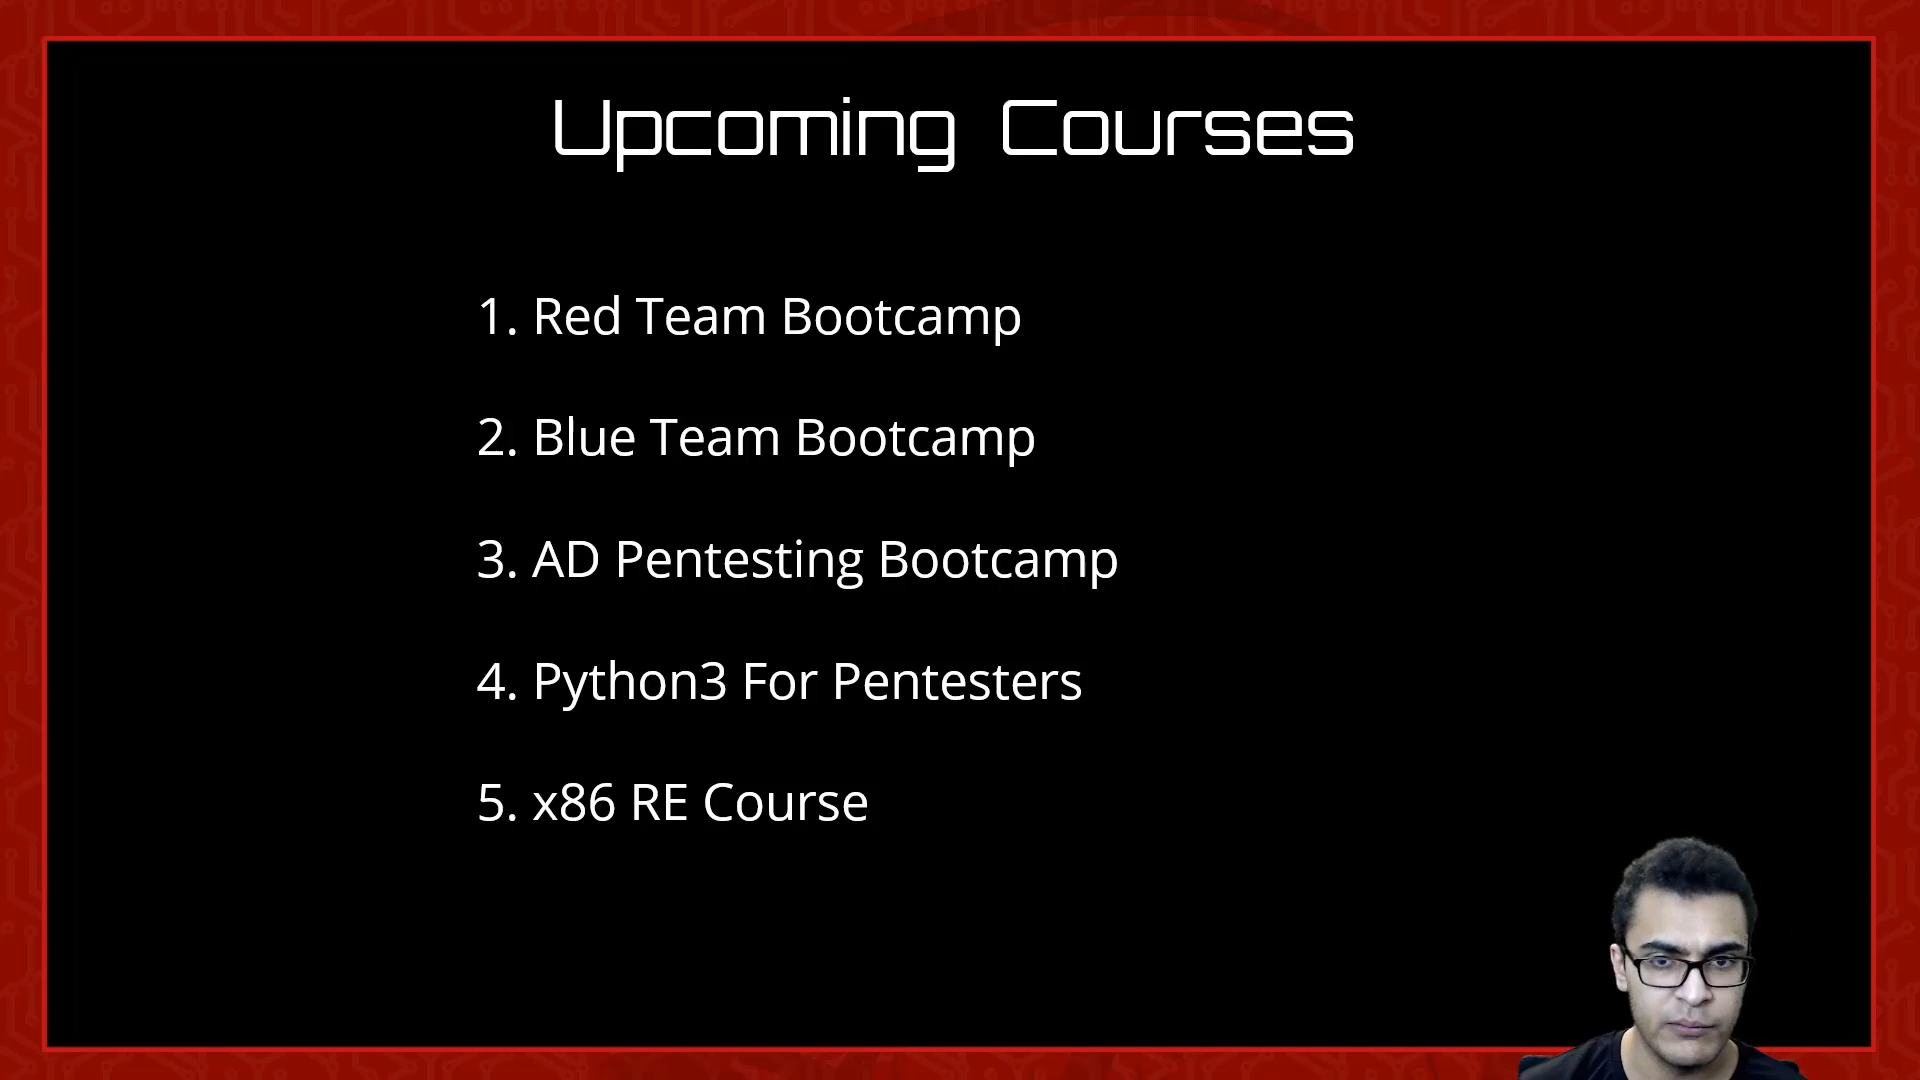 Upcoming Courses
1. Red Team Bootcamp
2. Blue Team Bootcamp
3. AD Pentesting Bootcamp
4. Python3 For Pentesters
5. x86 RE Course